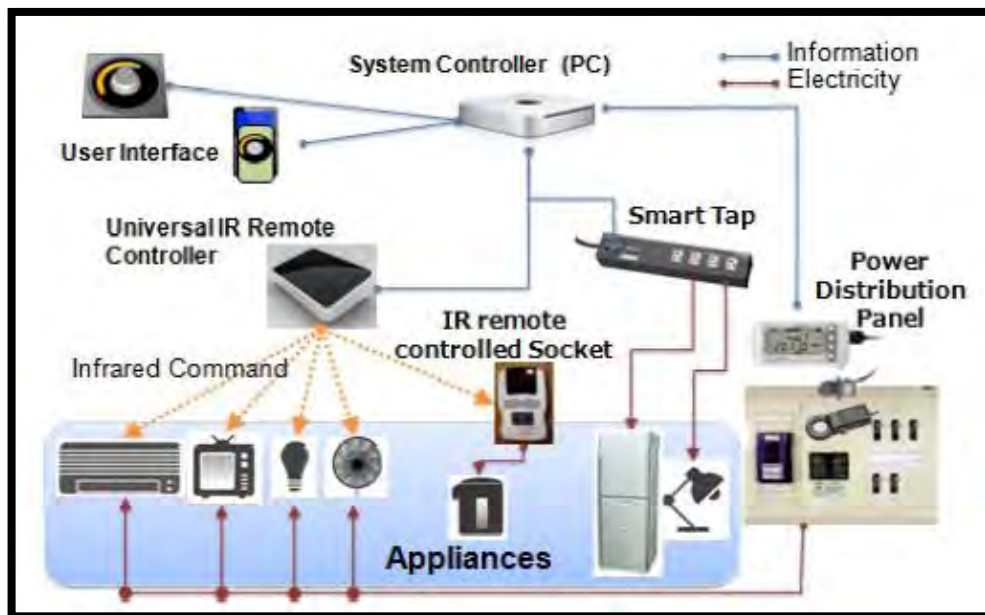 System Controller (PC)
Information
Electricity
User Interface
Universal IR Remote
Controller
Smart Tap
Power
Distribution
Panel
IR remote
controlled Socket
Infrared Command
Appliances